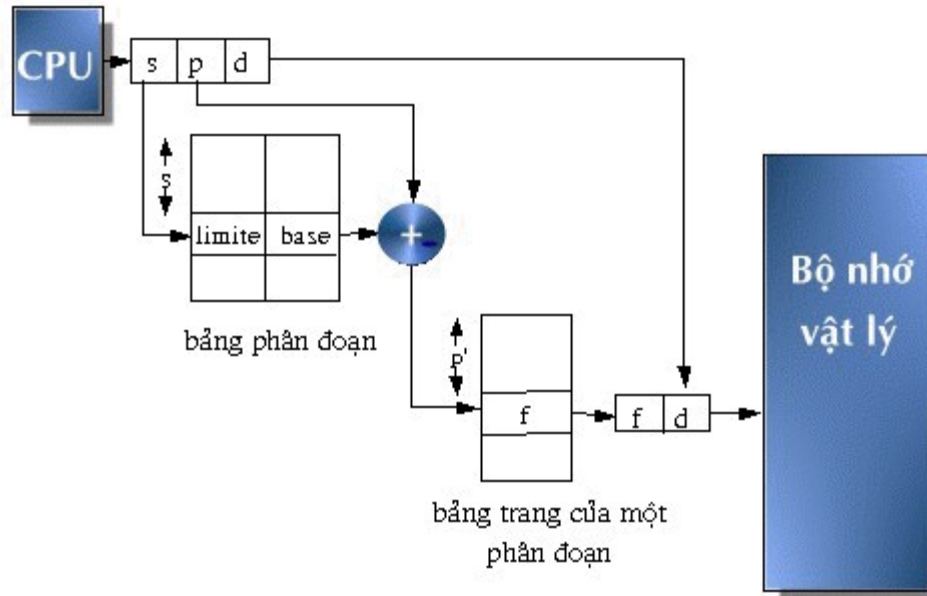 CPU
s p d
s
limite base
+
bảng phân đoạn
p'
f
f d
bảng trang của một
phân đoạn
Bộ nhớ
vật lý